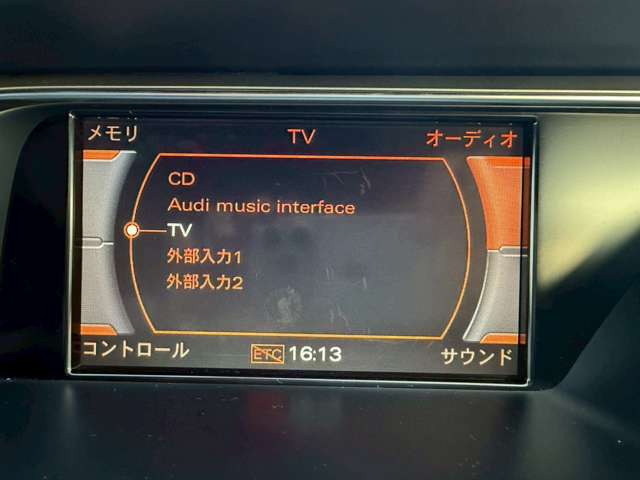 メモリ TV オーディオ
CD
Audi music interface
TV
外部入力1
外部入力2
コントロール ETC 16:13 サウンド